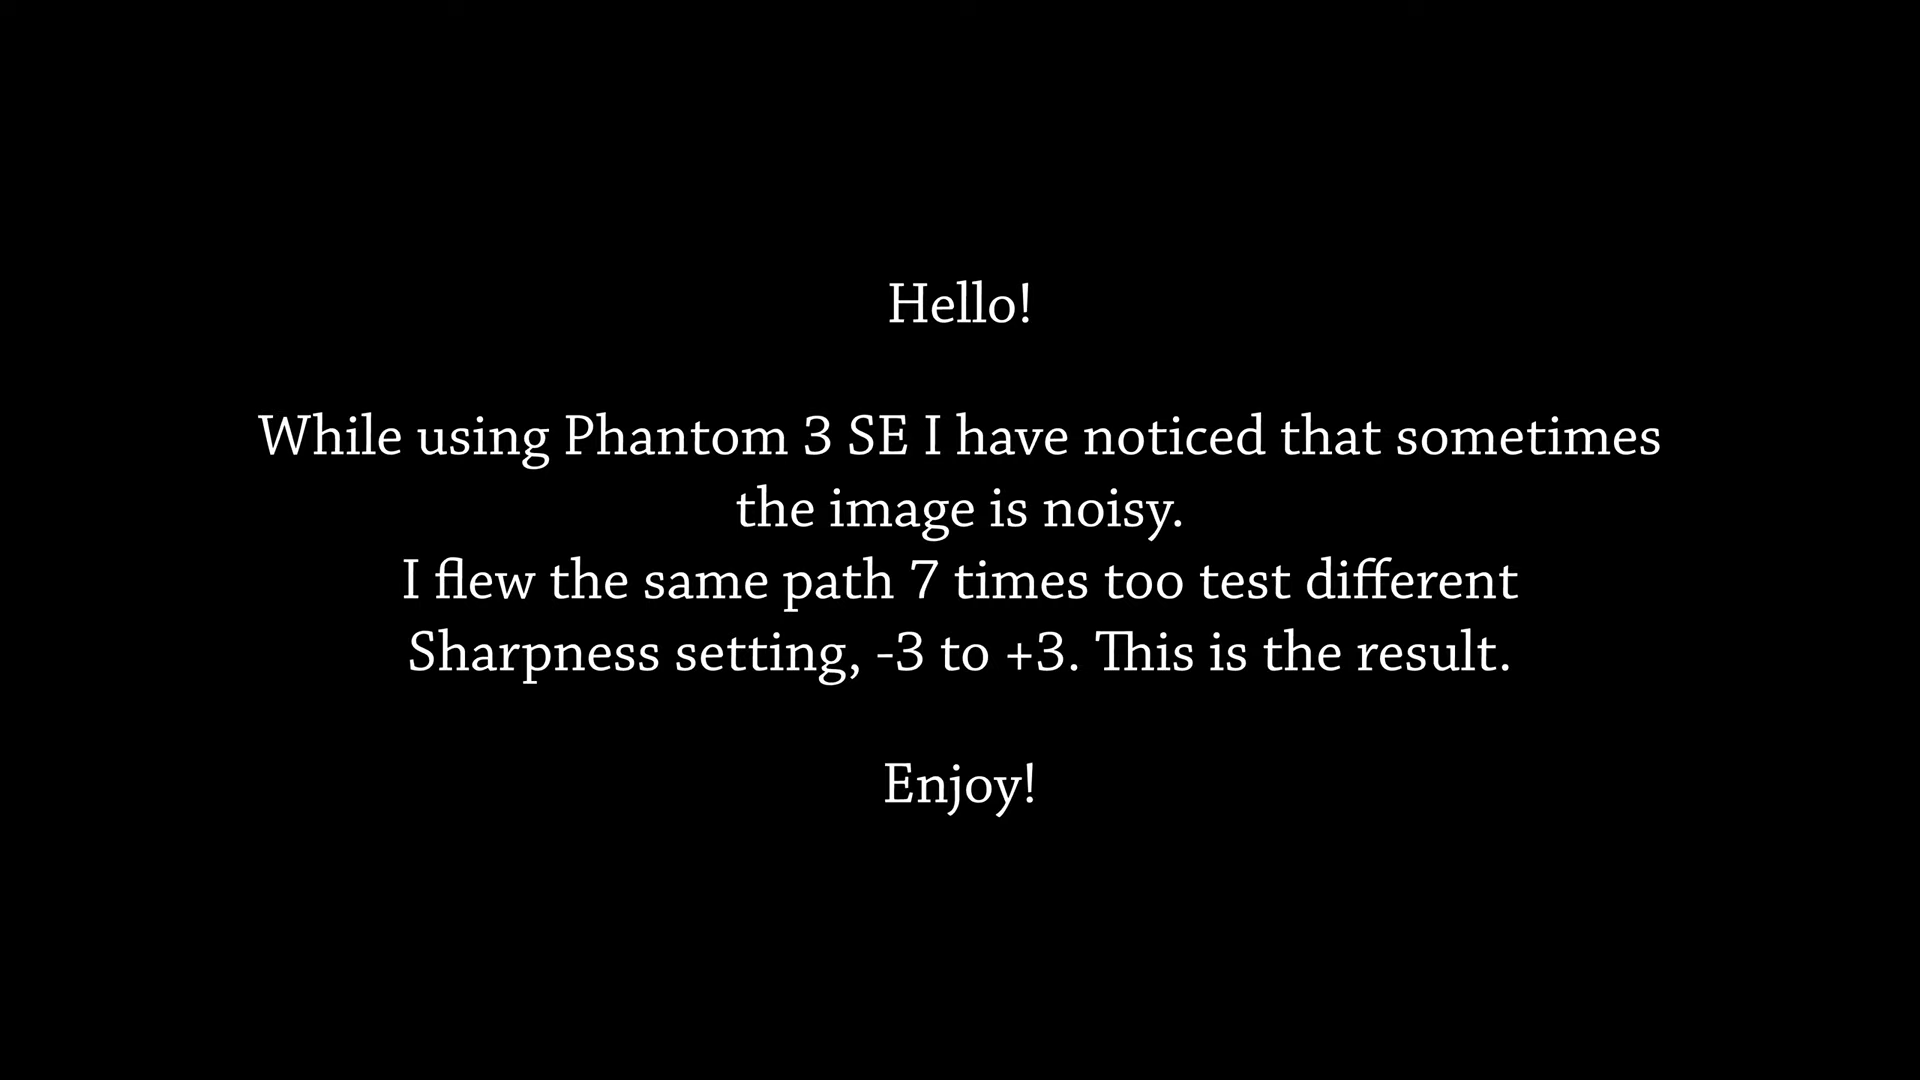 Hello!
While using Phantom 3 SE I have noticed that sometimes
the image is noisy.
I flew the same path 7 times too test different
Sharpness setting, -3 to +3. This is the result.
Enjoy!